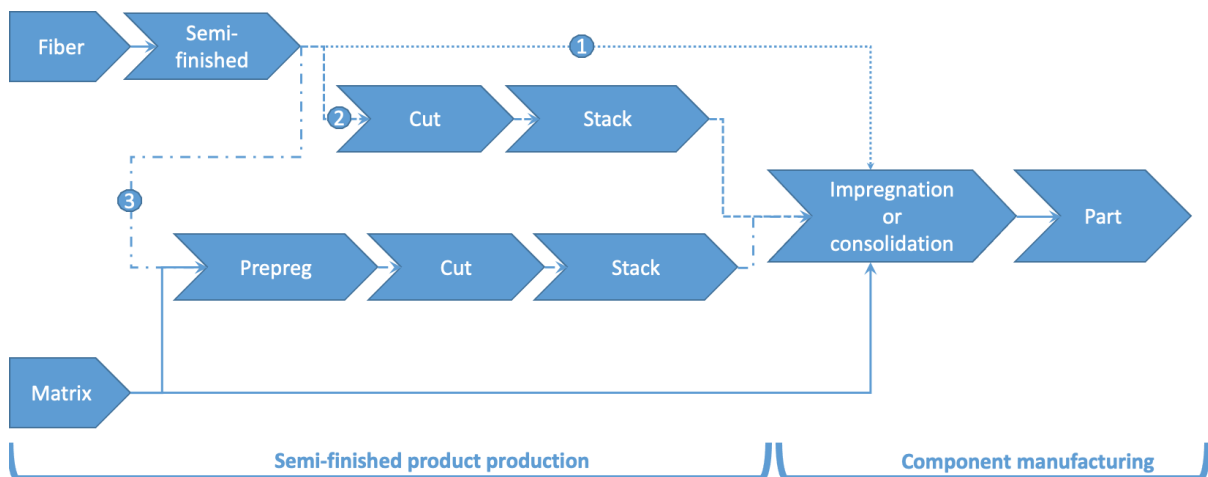 Fiber
Semi-
finished
1
2
Cut
Stack
3
Impregnation
or
consolidation
Part
Prepreg
Cut
Stack
Matrix
Semi-finished product production
Component manufacturing